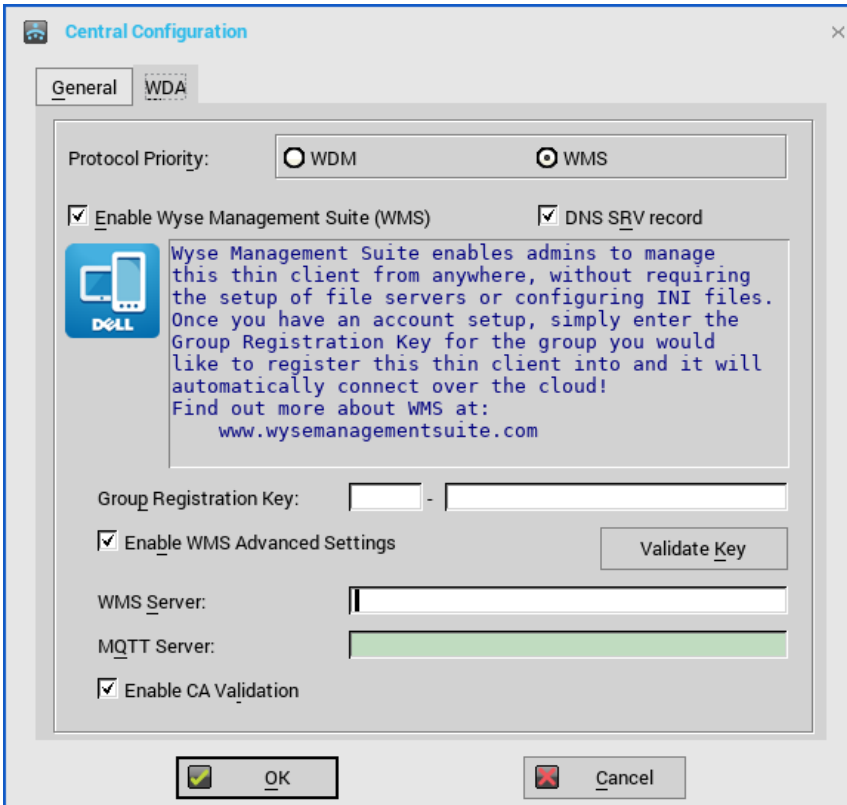 Central Configuration
General WDA
Protocol Priority: WDM WMS
Enable Wyse Management Suite (WMS) DNS SRV record
DELL
Wyse Management Suite enables admins to manage
this thin client from anywhere, without requiring
the setup of file servers or configuring INI files.
Once you have an account setup, simply enter the
Group Registration Key for the group you would
like to register this thin client into and it will
automatically connect over the cloud!
Find out more about WMS at:
www.wysemanagementsuite.com
Group Registration Key: -
Enable WMS Advanced Settings Validate Key
WMS Server:
MQTT Server:
Enable CA Validation
OK Cancel